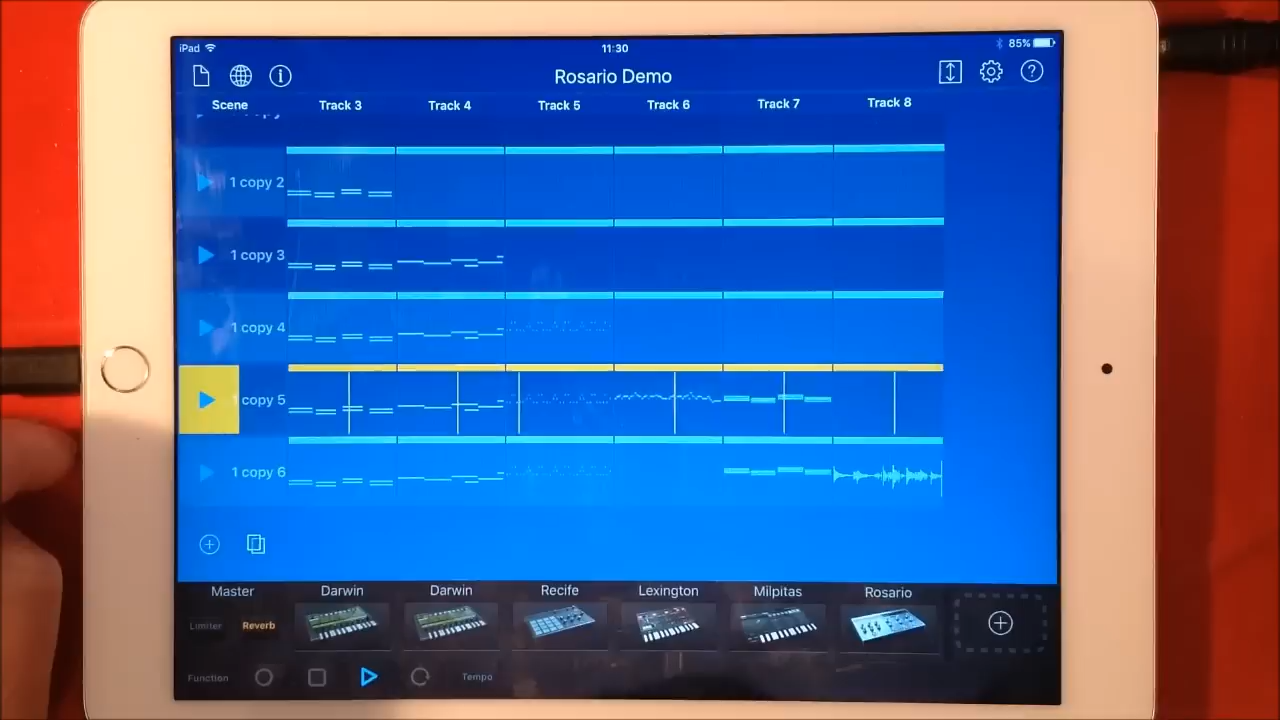 iPad 11:30 85%
Rosario Demo
Scene Track 3 Track 4 Track 5 Track 6 Track 7 Track 8
1 copy 2
1 copy 3
1 copy 4
copy 5
1 copy 6
Master Darwin Darwin Recife Lexington Milpitas Rosario
Limiter Reverb
Function Tempo